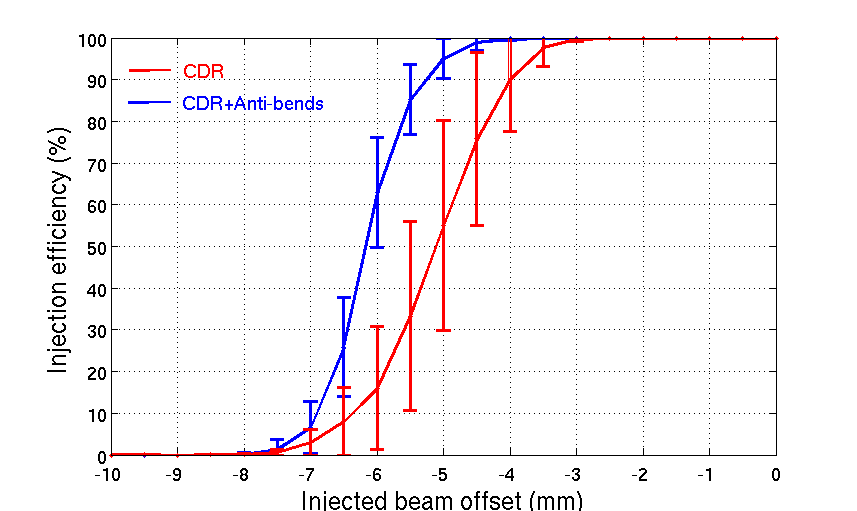 100
90
80
70
60
50
40
30
20
10
0
Injection efficiency (%)
CDR
CDR+Anti-bends
-10 -9 -8 -7 -6 -5 -4 -3 -2 -1 0
Injected beam offset (mm)